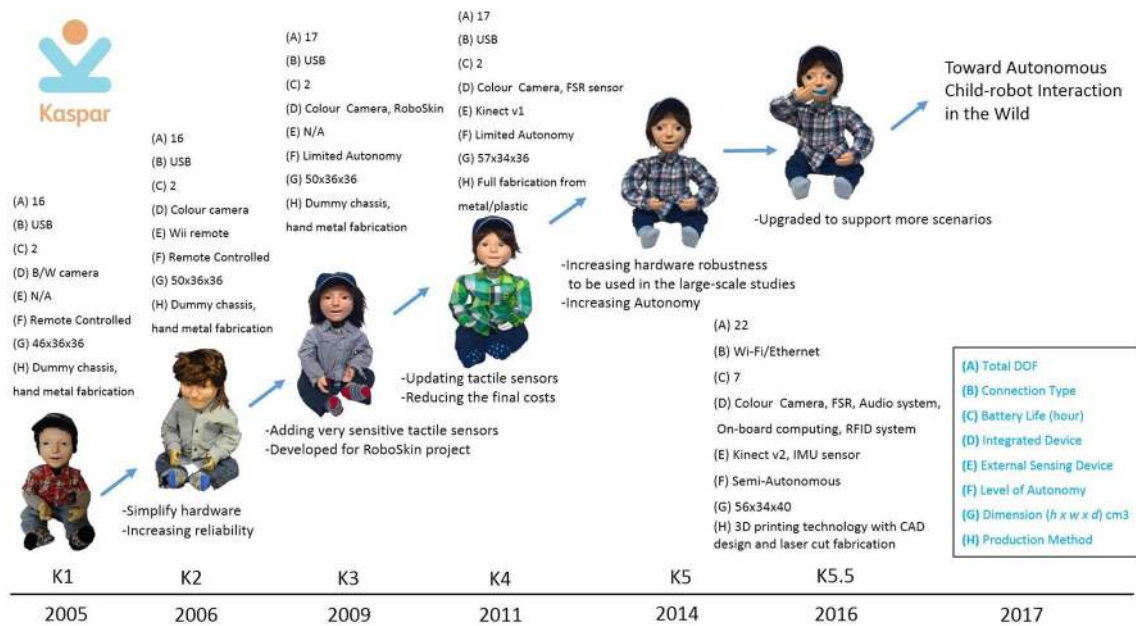 Kaspar
(A) 16
(B) USB
(C) 2
(D) B/W camera
(E) N/A
(F) Remote Controlled
(G) 46x36x36
(H) Dummy chassis,
hand metal fabrication
(A) 16
(B) USB
(C) 2
(D) Colour camera
(E) Wii remote
(F) Remote Controlled
(G) 50x36x36
(H) Dummy chassis,
hand metal fabrication
(A) 17
(B) USB
(C) 2
(D) Colour Camera, RoboSkin
(E) N/A
(F) Limited Autonomy
(G) 50x36x36
(H) Dummy chassis,
hand metal fabrication
(A) 17
(B) USB
(C) 2
(D) Colour Camera, FSR sensor
(E) Kinect v1
(F) Limited Autonomy
(G) 57x34x36
(H) Full fabrication from
metal/plastic
Toward Autonomous
Child-robot Interaction
in the Wild
-Upgraded to support more scenarios
-Increasing hardware robustness
to be used in the large-scale studies
-Increasing Autonomy
-Updating tactile sensors
-Reducing the final costs
-Adding very sensitive tactile sensors
-Developed for RoboSkin project
-Simplify hardware
-Increasing reliability
(A) 22
(B) Wi-Fi/Ethernet
(C) 7
(D) Colour Camera, FSR, Audio system,
On-board computing, RFID system
(E) Kinect v2, IMU sensor
(F) Semi-Autonomous
(G) 56x34x40
(H) 3D printing technology with CAD
design and laser cut fabrication
(A) Total DOF
(B) Connection Type
(C) Battery Life (hour)
(D) Integrated Device
(E) External Sensing Device
(F) Level of Autonomy
(G) Dimension (h x w x d) cm3
(H) Production Method
K1 K2 K3 K4 K5 K5.5
2005 2006 2009 2011 2014 2016 2017